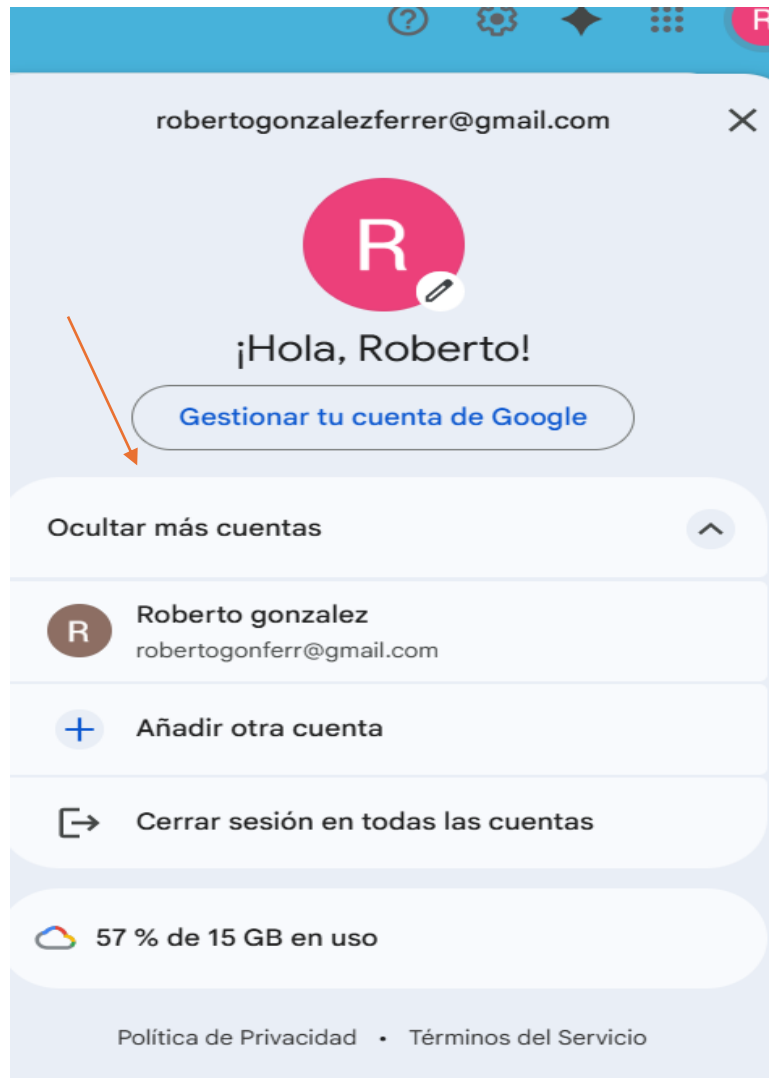 R
robertogonzalezferrer@gmail.com
R
¡Hola, Roberto!
Gestionar tu cuenta de Google
Ocultar más cuentas
R
Roberto gonzalez
robertogonferr@gmail.com
Añadir otra cuenta
Cerrar sesión en todas las cuentas
57 % de 15 GB en uso
Política de Privacidad • Términos del Servicio